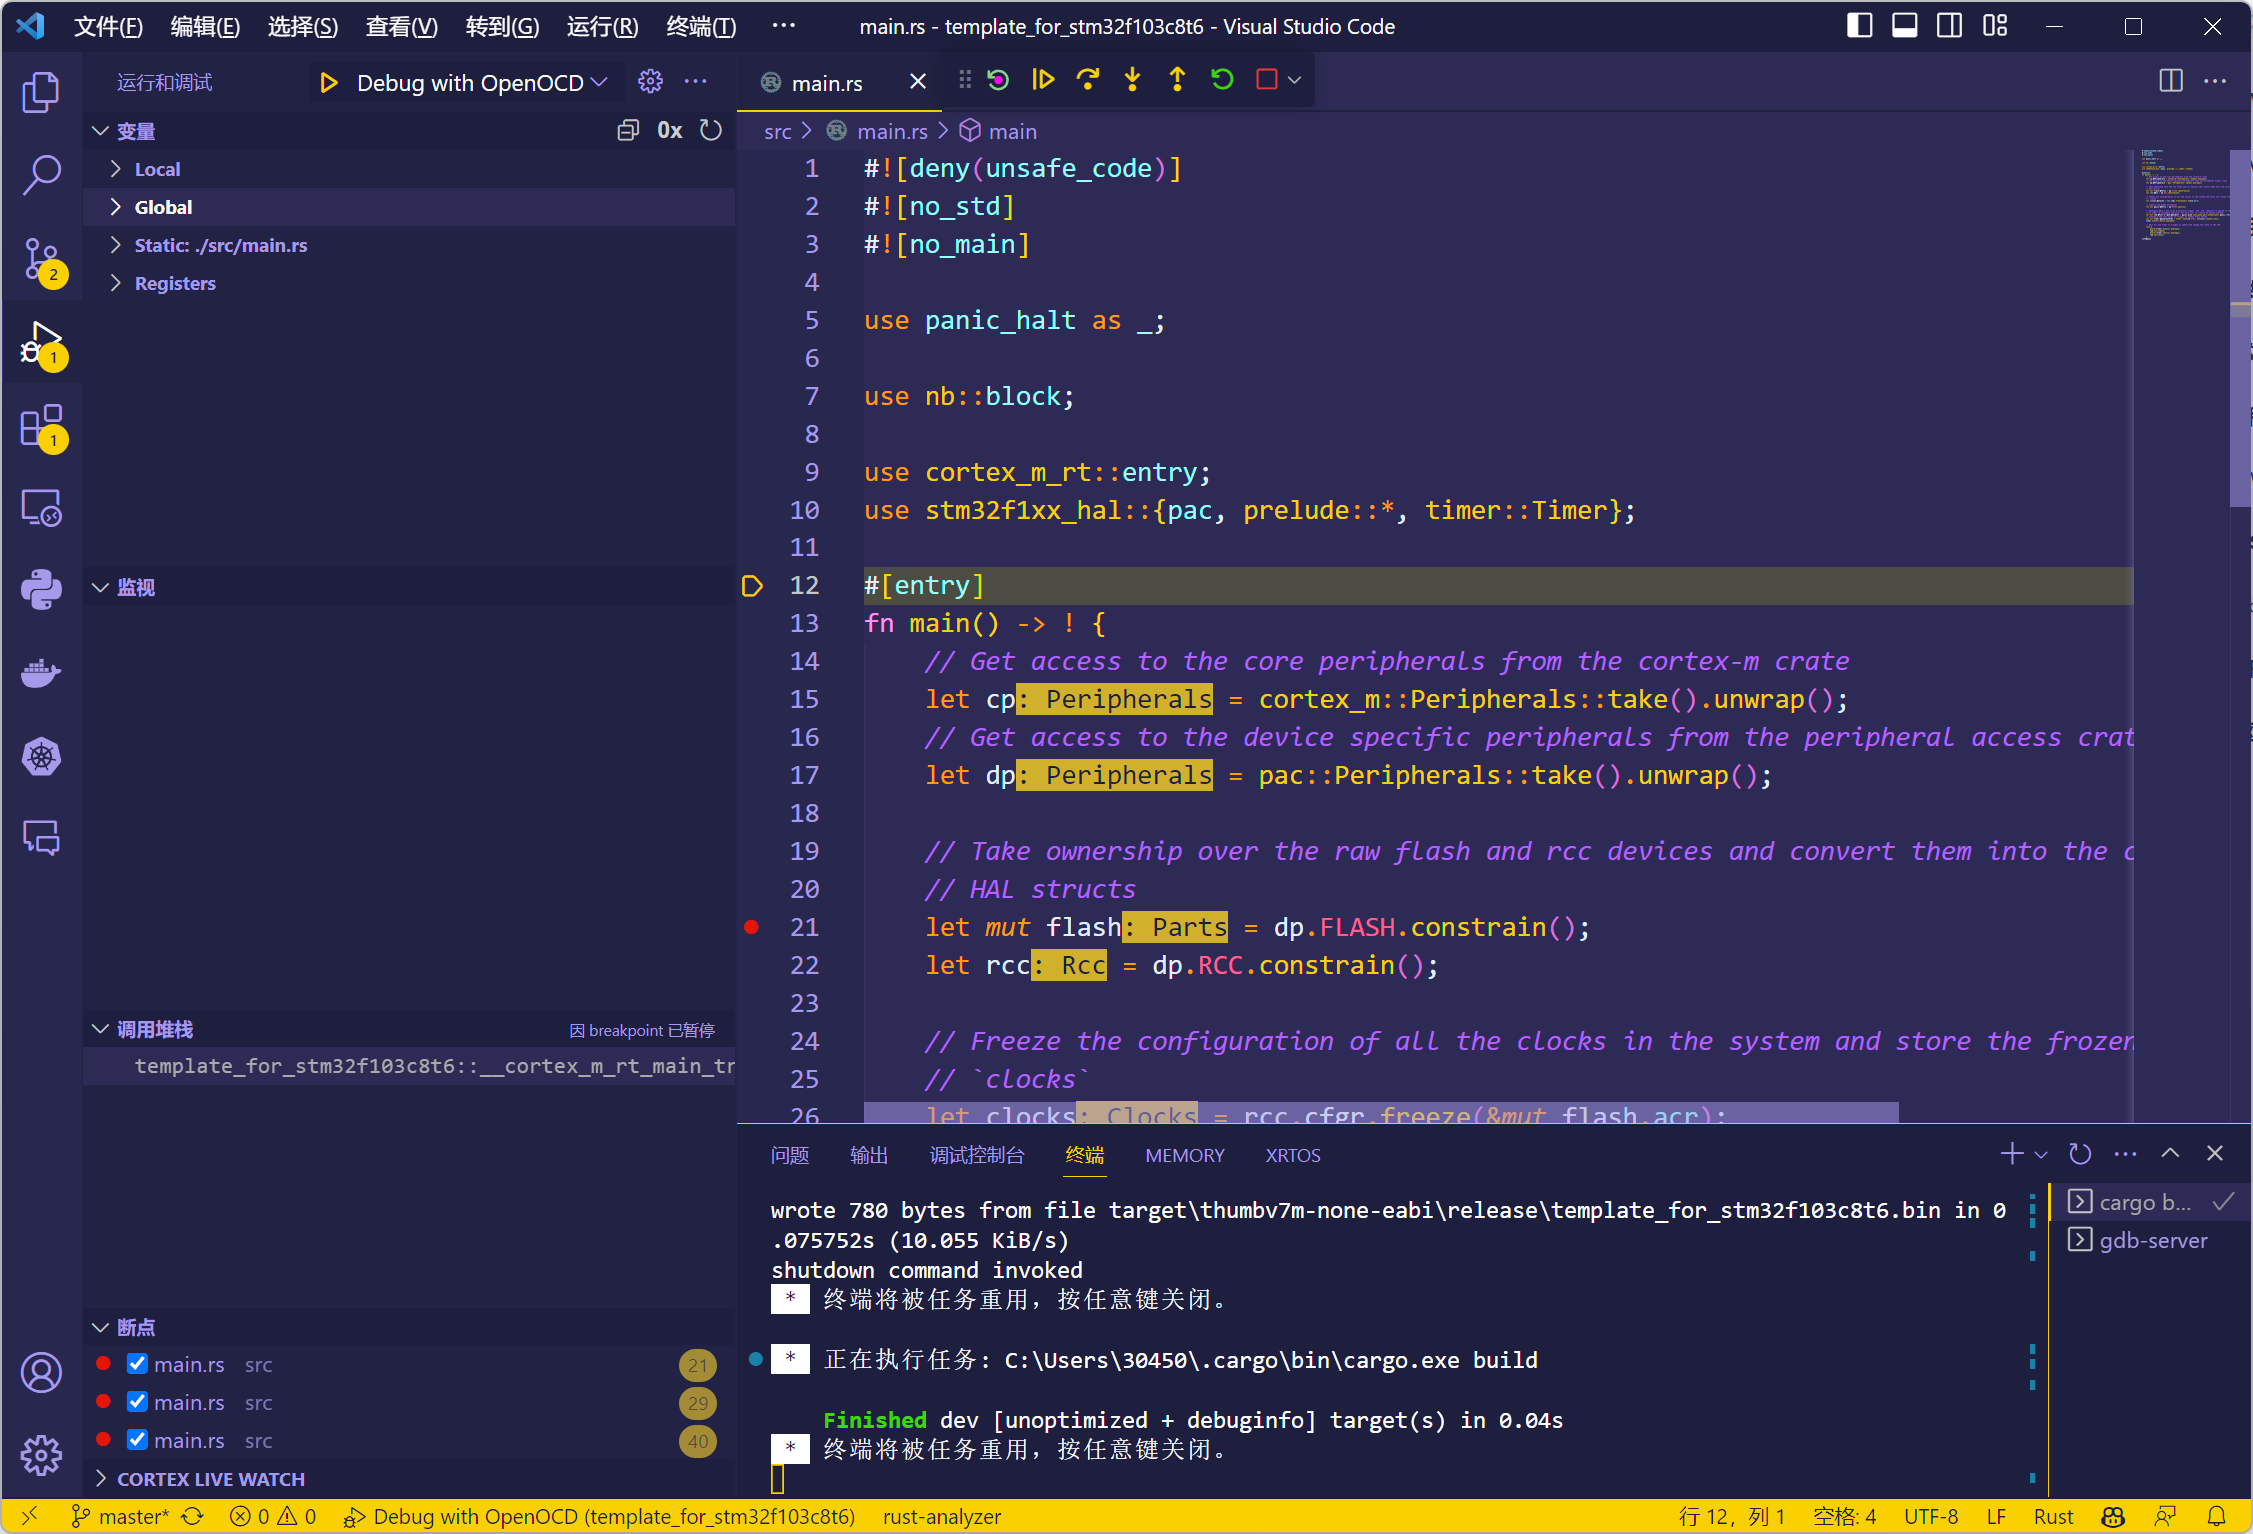 文件(F) 编辑(E) 选择(S) 查看(V) 转到(G) 运行(R) 终端(T) ··· main.rs - template_for_stm32f103c8t6 - Visual Studio Code
运行和调试 Debug with OpenOCD ···
main.rs
变量 0x
Local
Global
Static: ./src/main.rs
Registers
监视
调用堆栈 因 breakpoint 已暂停
template_for_stm32f103c8t6::__cortex_m_rt_main_tr
断点
main.rs src 21
main.rs src 29
main.rs src 40
CORTEX LIVE WATCH
2
1
1
src > main.rs > main
1 #![deny(unsafe_code)]
2 #![no_std]
3 #![no_main]
4
5 use panic_halt as _;
6
7 use nb::block;
8
9 use cortex_m_rt::entry;
10 use stm32f1xx_hal::{pac, prelude::*, timer::Timer};
11
12 #[entry]
13 fn main() -> ! {
14 // Get access to the core peripherals from the cortex-m crate
15 let cp: Peripherals = cortex_m::Peripherals::take().unwrap();
16 // Get access to the device specific peripherals from the peripheral access crat
17 let dp: Peripherals = pac::Peripherals::take().unwrap();
18
19 // Take ownership over the raw flash and rcc devices and convert them into the c
20 // HAL structs
21 let mut flash: Parts = dp.FLASH.constrain();
22 let rcc: Rcc = dp.RCC.constrain();
23
24 // Freeze the configuration of all the clocks in the system and store the frozen
25 // `clocks`
26 let clocks: Clocks = rcc.cfgr.freeze(&mut flash.acr);
问题 输出 调试控制台 终端 MEMORY XRTOS
wrote 780 bytes from file target\thumbv7m-none-eabi\release\template_for_stm32f103c8t6.bin in 0
.075752s (10.055 KiB/s)
shutdown command invoked
* 终端将被任务重用，按任意键关闭。
* 正在执行任务: C:\Users\30450\.cargo\bin\cargo.exe build
Finished dev [unoptimized + debuginfo] target(s) in 0.04s
* 终端将被任务重用，按任意键关闭。
cargo b...
gdb-server
master* 0 0 Debug with OpenOCD (template_for_stm32f103c8t6) rust-analyzer 行 12，列 1 空格: 4 UTF-8 LF Rust